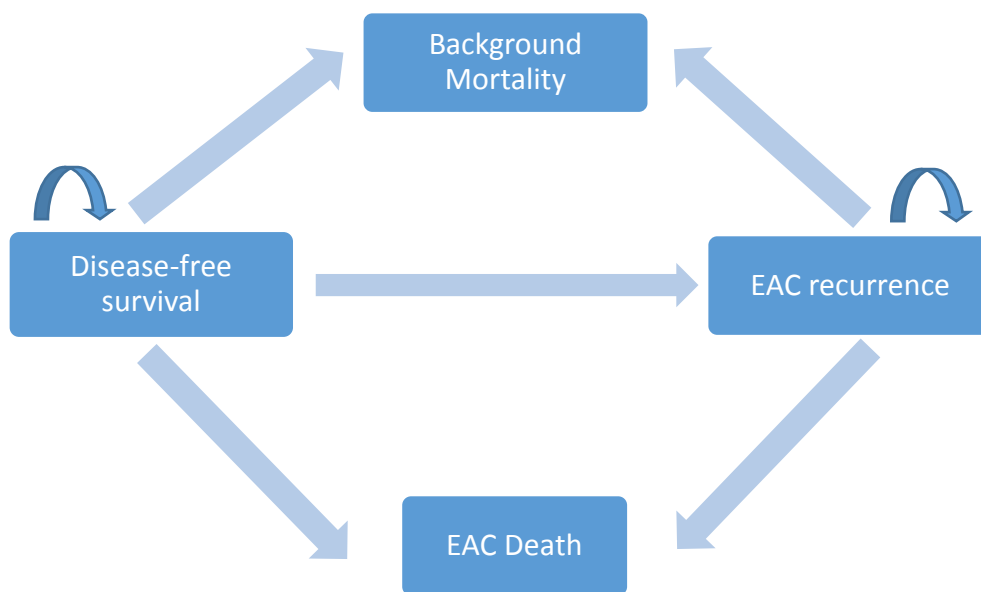 Background
Mortality
Disease-free
survival
EAC recurrence
EAC Death